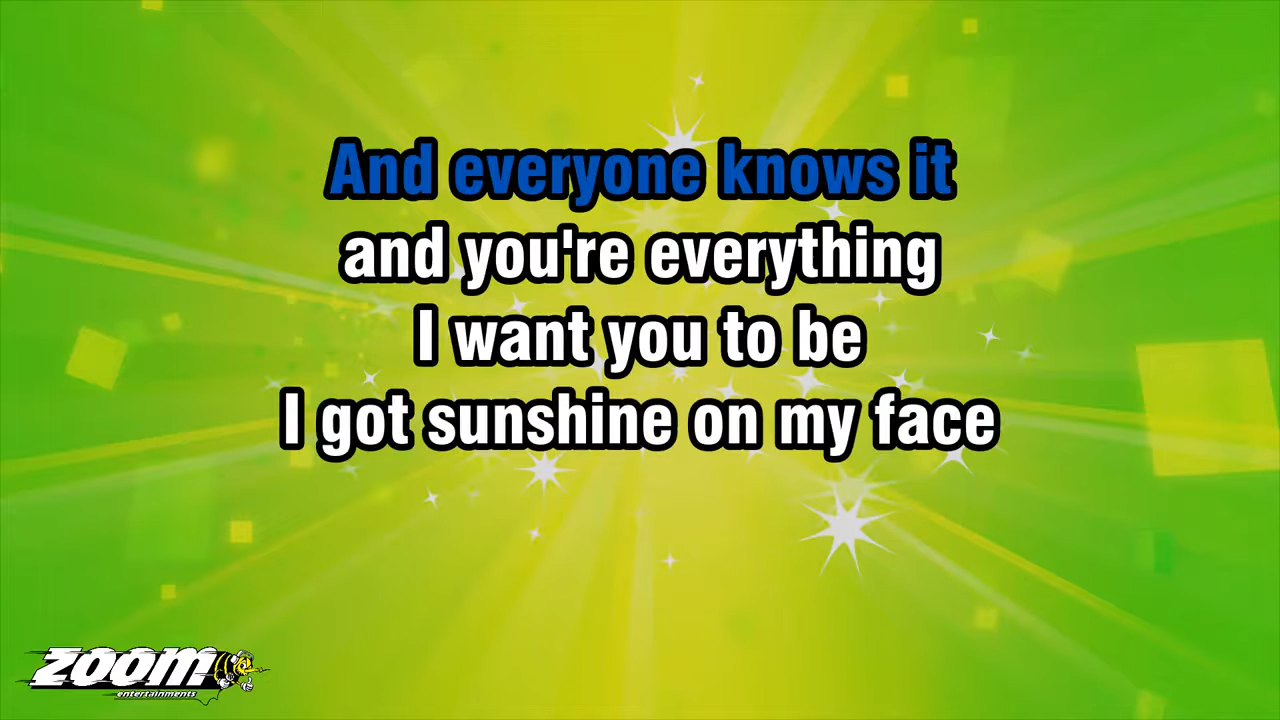 And everyone knows it
and you're everything
I want you to be
I got sunshine on my face
ZOOM
entertainments